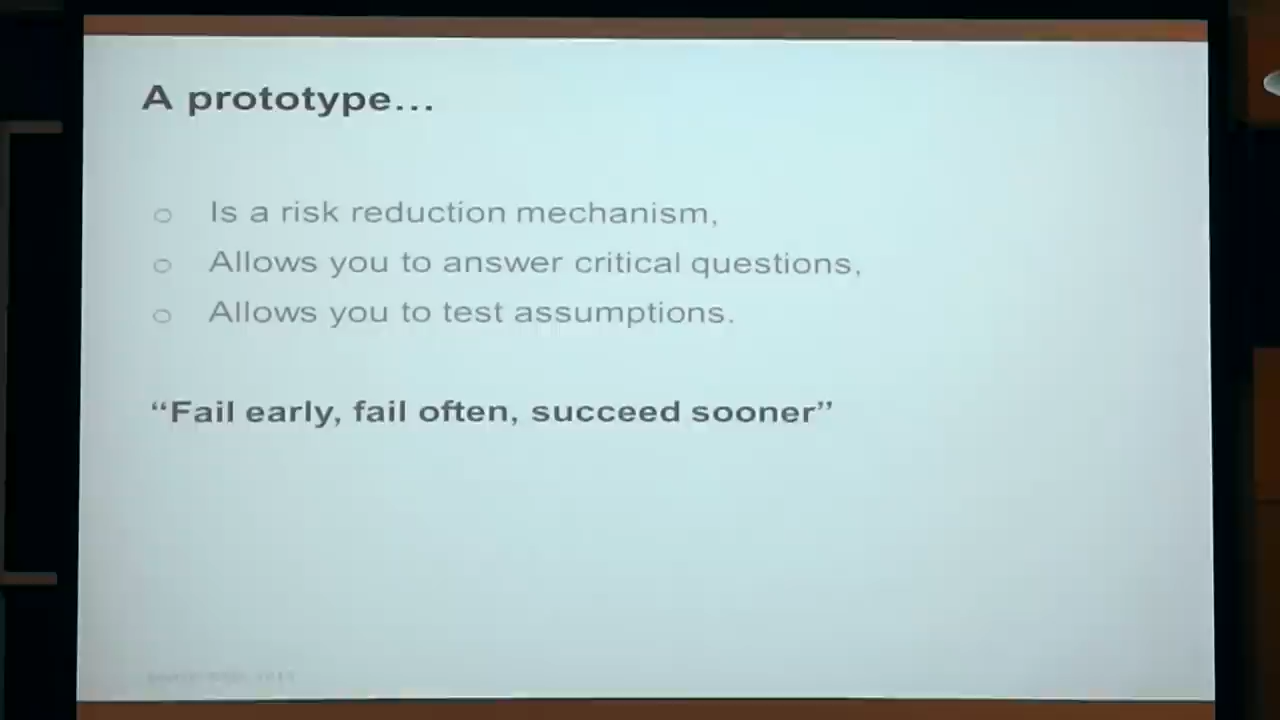 A prototype...
o Is a risk reduction mechanism,
o Allows you to answer critical questions,
o Allows you to test assumptions.
“Fail early, fail often, succeed sooner”